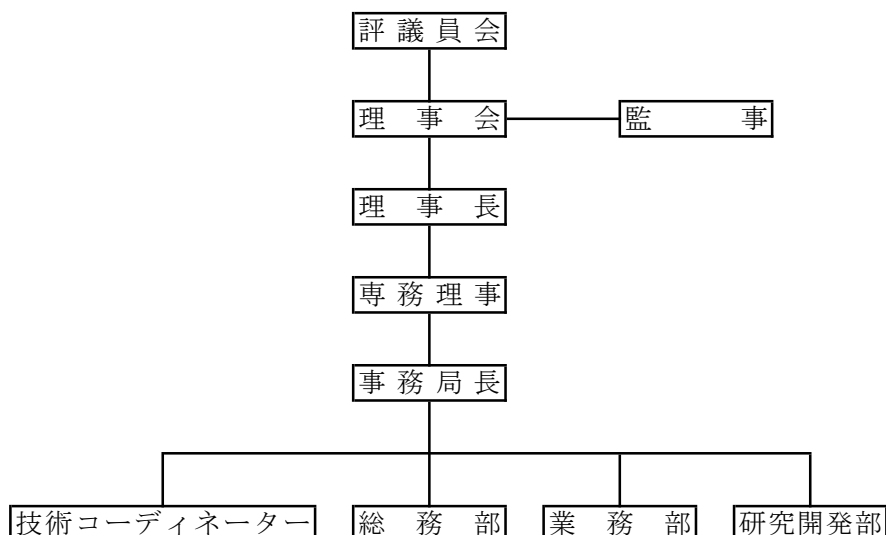 評議員会
理事会 監事
理事長
専務理事
事務局長
技術コーディネーター 総務部 業務部 研究開発部